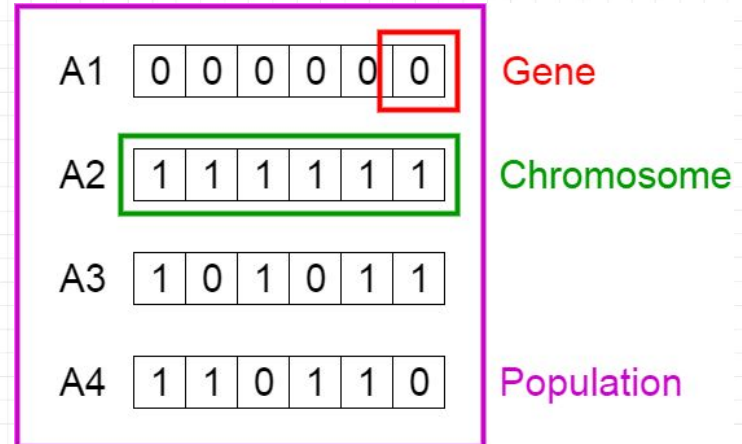 A1 0 0 0 0 0 0 Gene
A2 1 1 1 1 1 1 Chromosome
A3 1 0 1 0 1 1
A4 1 1 0 1 1 0 Population